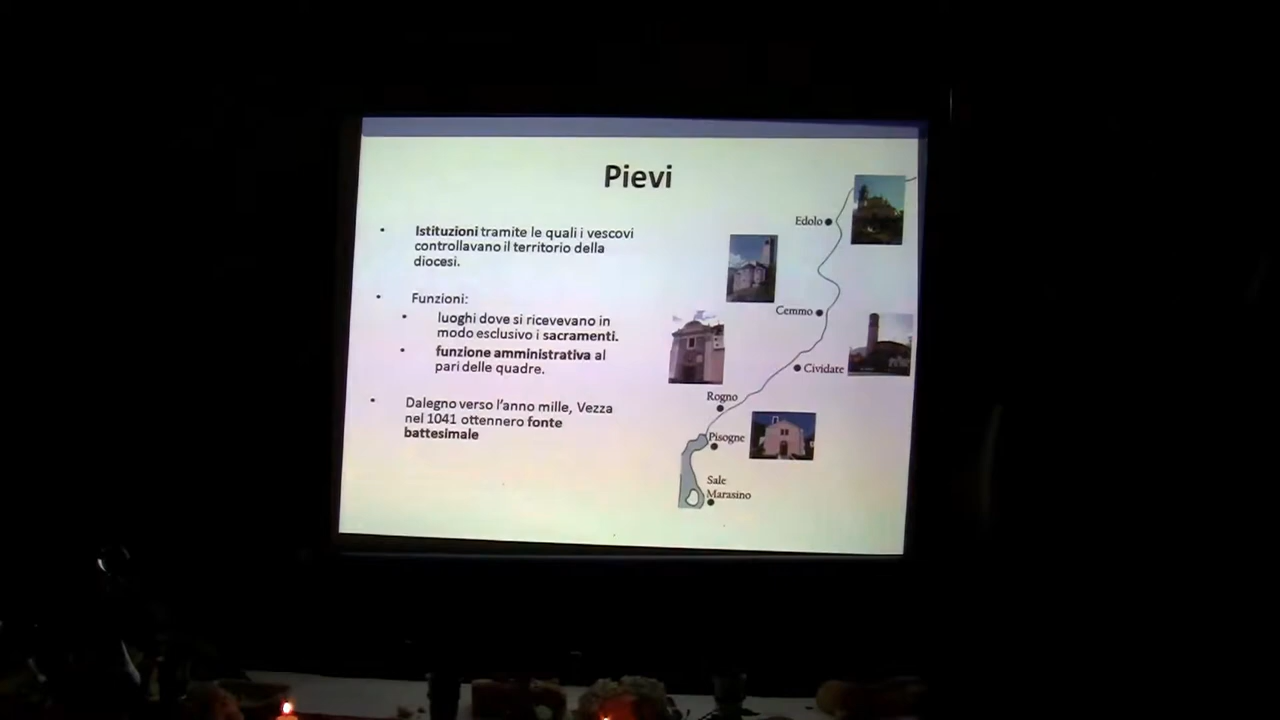 Pievi
• Istituzioni tramite le quali i vescovi
controllavano il territorio della
diocesi.
• Funzioni:
• luoghi dove si ricevevano in
modo esclusivo i sacramenti.
• funzione amministrativa al
pari delle quadre.
• Dalegno verso l'anno mille, Vezza
nel 1041 ottennero fonte
battesimale
Edolo
Cemmo
Cividate
Rogno
Pisogne
Sale
Marasino